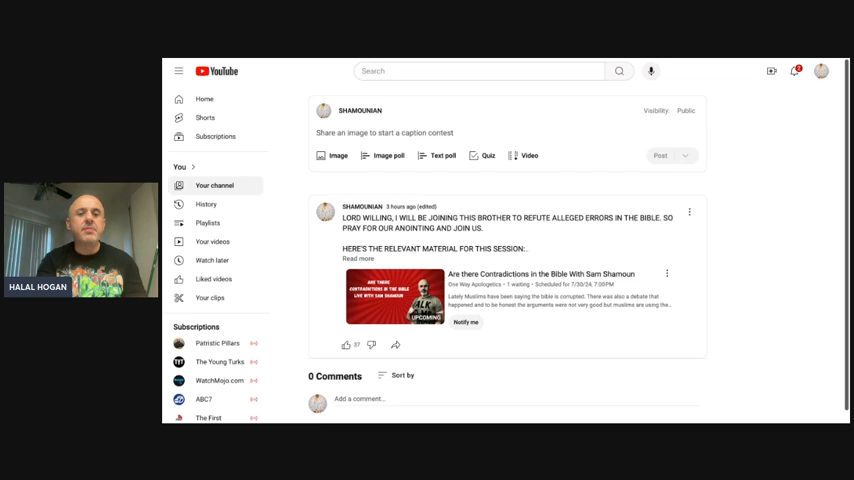 YouTube
Search
2
Home
Shorts
Subscriptions
You
Your channel
History
Playlists
Your videos
Watch later
Liked videos
Your clips
Subscriptions
Patristic Pillars
The Young Turks
WatchMojo.com
ABC7
The First
SHAMOUNIAN
Visibility: Public
Share an image to start a caption contest
Image
Image poll
Text poll
Quiz
Video
Post
SHAMOUNIAN 3 hours ago (edited)
LORD WILLING, I WILL BE JOINING THIS BROTHER TO REFUTE ALLEGED ERRORS IN THE BIBLE. SO
PRAY FOR OUR ANOINTING AND JOIN US.
HERE'S THE RELEVANT MATERIAL FOR THIS SESSION:.
Read more
ARE THERE
CONTRADICTIONS IN THE BIBLE
LIVE WITH SAM SHAMOUN
UPCOMING
Are there Contradictions in the Bible With Sam Shamoun
One Way Apologetics • 1 waiting • Scheduled for 7/30/24, 7:00PM
Lately Muslims have been saying the bible is corrupted. There was also a debate that
happened and to be honest the arguments were not very good but muslims are using the...
Notify me
37
0 Comments
Sort by
Add a comment...
HALAL HOGAN